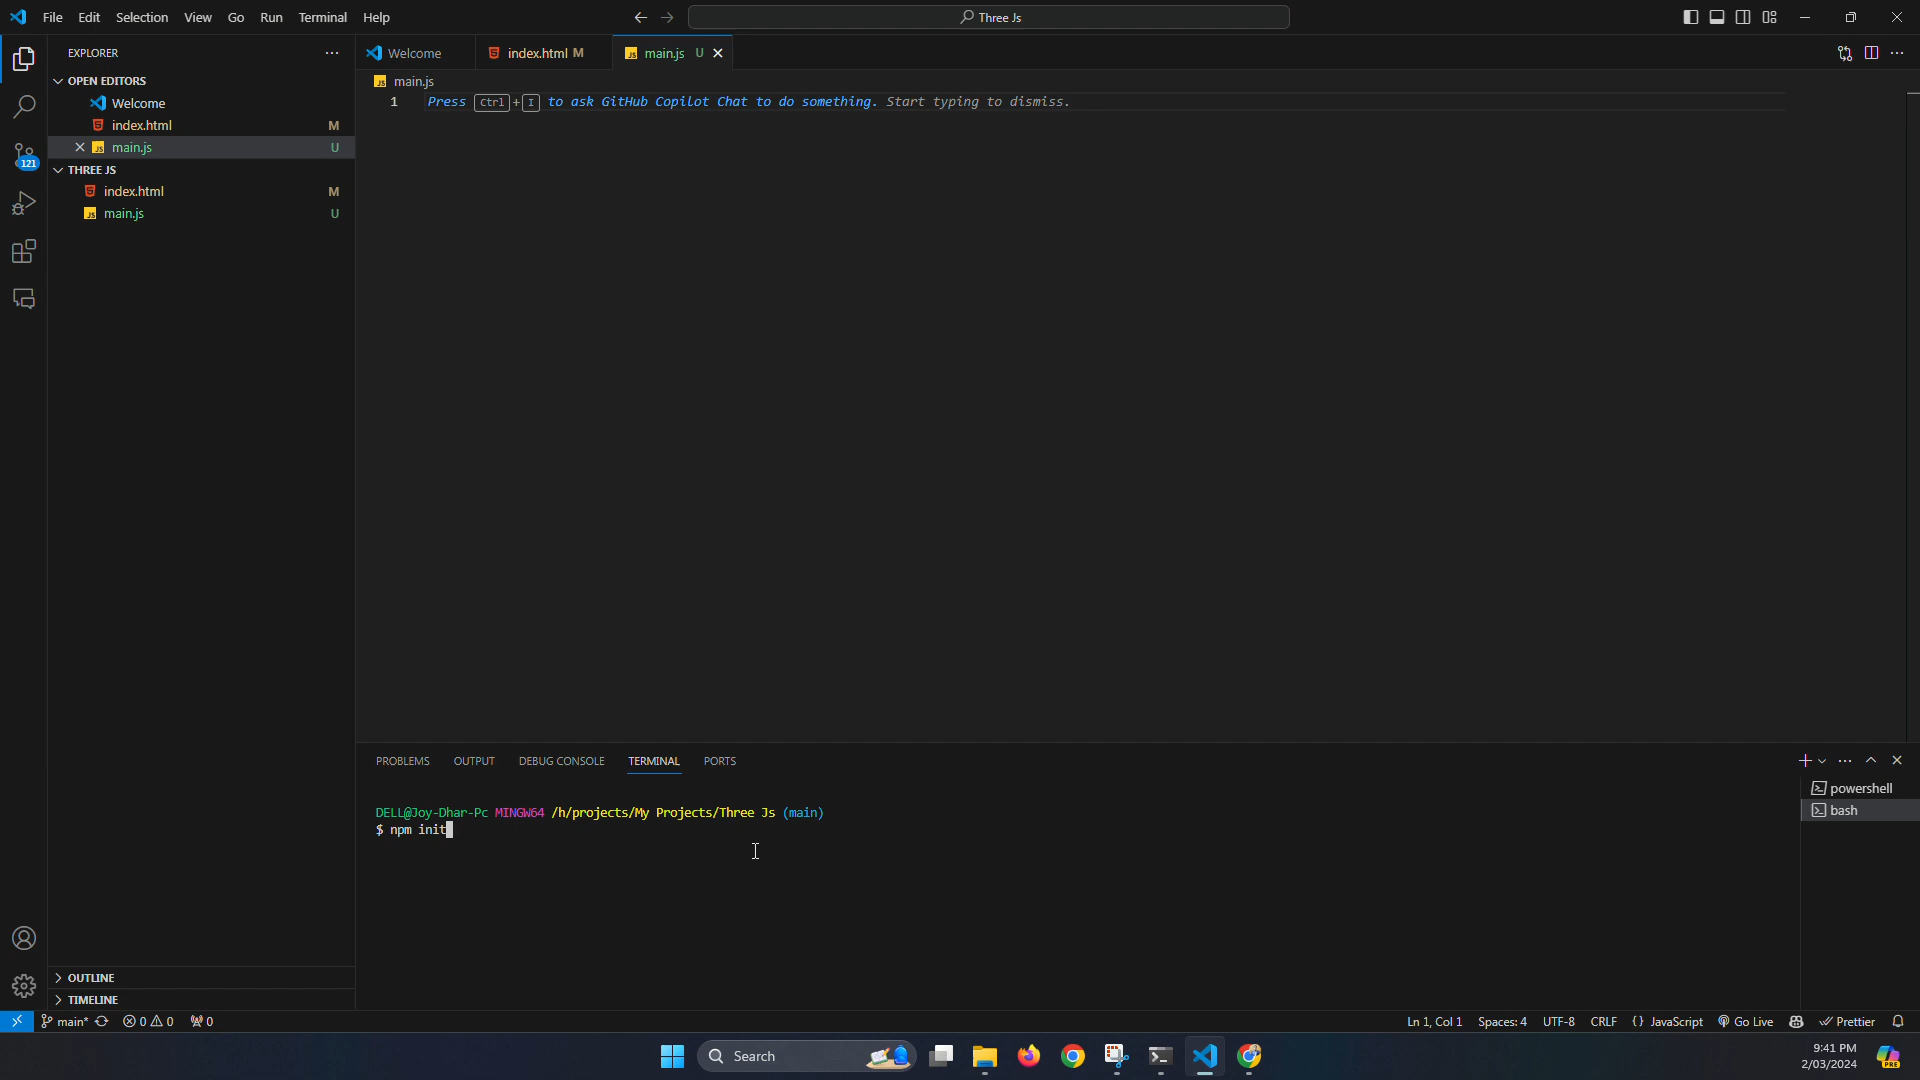 File Edit Selection View Go Run Terminal Help
Three Js
EXPLORER
OPEN EDITORS
Welcome
index.html M
main.js U
THREE JS
index.html M
main.js U
121
OUTLINE
TIMELINE
Welcome index.html M main.js U
JS main.js
1 Press Ctrl + I to ask GitHub Copilot Chat to do something. Start typing to dismiss.
PROBLEMS OUTPUT DEBUG CONSOLE TERMINAL PORTS
DELL@Joy-Dhar-Pc MINGW64 /h/projects/My Projects/Three Js (main)
$ npm init
powershell
bash
main* 0 0 0
Ln 1, Col 1 Spaces: 4 UTF-8 CRLF {} JavaScript Go Live Prettier
Search
9:41 PM
2/03/2024
PRE